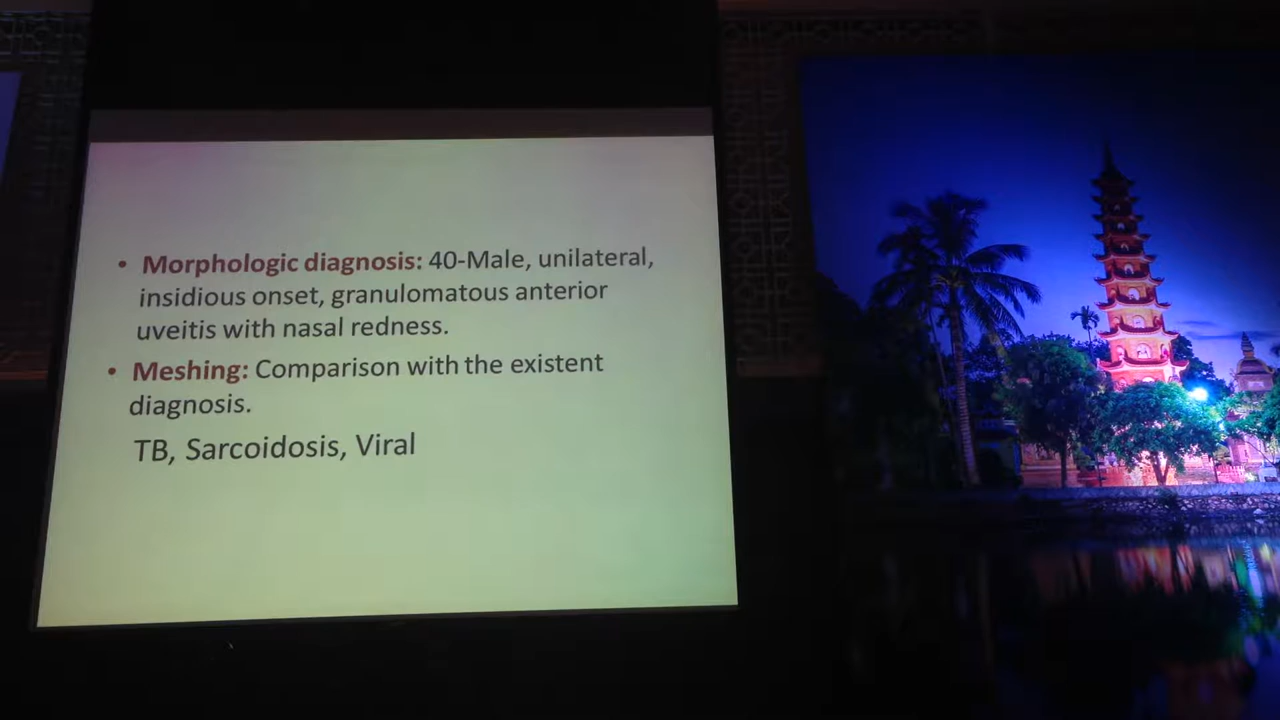 • Morphologic diagnosis: 40-Male, unilateral,
insidious onset, granulomatous anterior
uveitis with nasal redness.
• Meshing: Comparison with the existent
diagnosis.
TB, Sarcoidosis, Viral